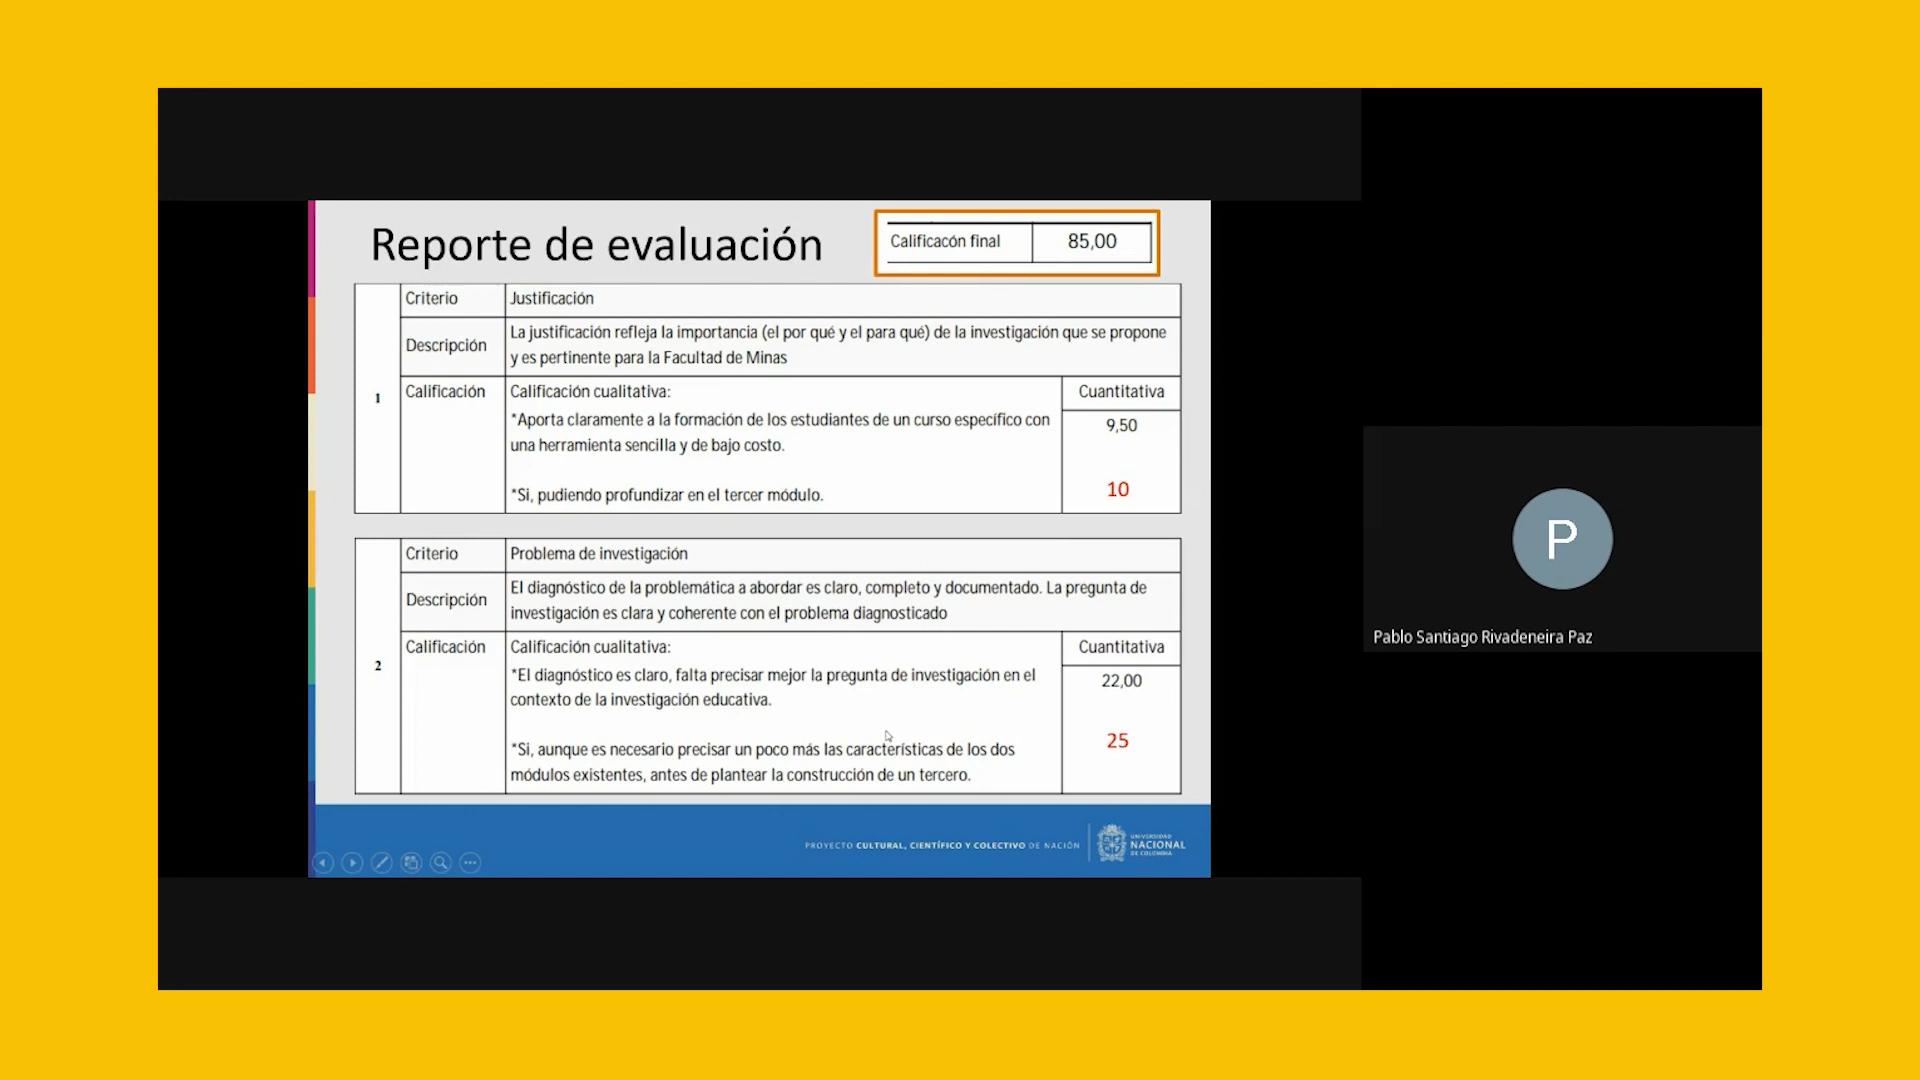 Reporte de evaluación
Calificacón final
85,00
1
Criterio
Justificación
Descripción
La justificación refleja la importancia (el por qué y el para qué) de la investigación que se propone
y es pertinente para la Facultad de Minas
Calificación
Calificación cualitativa:
Cuantitativa
*Aporta claramente a la formación de los estudiantes de un curso específico con
una herramienta sencilla y de bajo costo.
9,50
*Si, pudiendo profundizar en el tercer módulo.
10
2
Criterio
Problema de investigación
Descripción
El diagnóstico de la problemática a abordar es claro, completo y documentado. La pregunta de
investigación es clara y coherente con el problema diagnosticado
Calificación
Calificación cualitativa:
Cuantitativa
*El diagnóstico es claro, falta precisar mejor la pregunta de investigación en el
contexto de la investigación educativa.
22,00
*Si, aunque es necesario precisar un poco más las características de los dos
módulos existentes, antes de plantear la construcción de un tercero.
25
PROYECTO CULTURAL, CIENTÍFICO Y COLECTIVO DE NACIÓN
UNIVERSIDAD
NACIONAL
DE COLOMBIA
P
Pablo Santiago Rivadeneira Paz